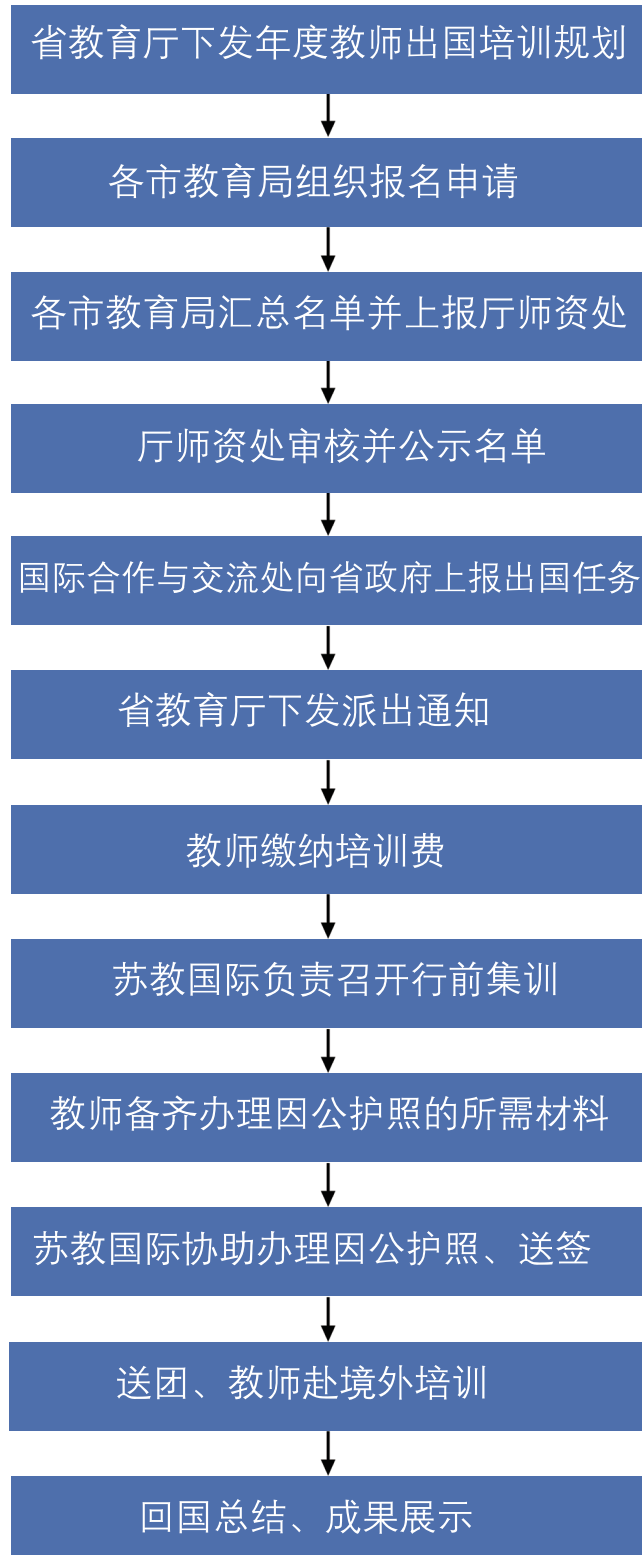 省教育厅下发年度教师出国培训规划
各市教育局组织报名申请
各市教育局汇总名单并上报厅师资处
厅师资处审核并公示名单
国际合作与交流处向省政府上报出国任务
省教育厅下发派出通知
教师缴纳培训费
苏教国际负责召开行前集训
教师备齐办理因公护照的所需材料
苏教国际协助办理因公护照、送签
送团、教师赴境外培训
回国总结、成果展示